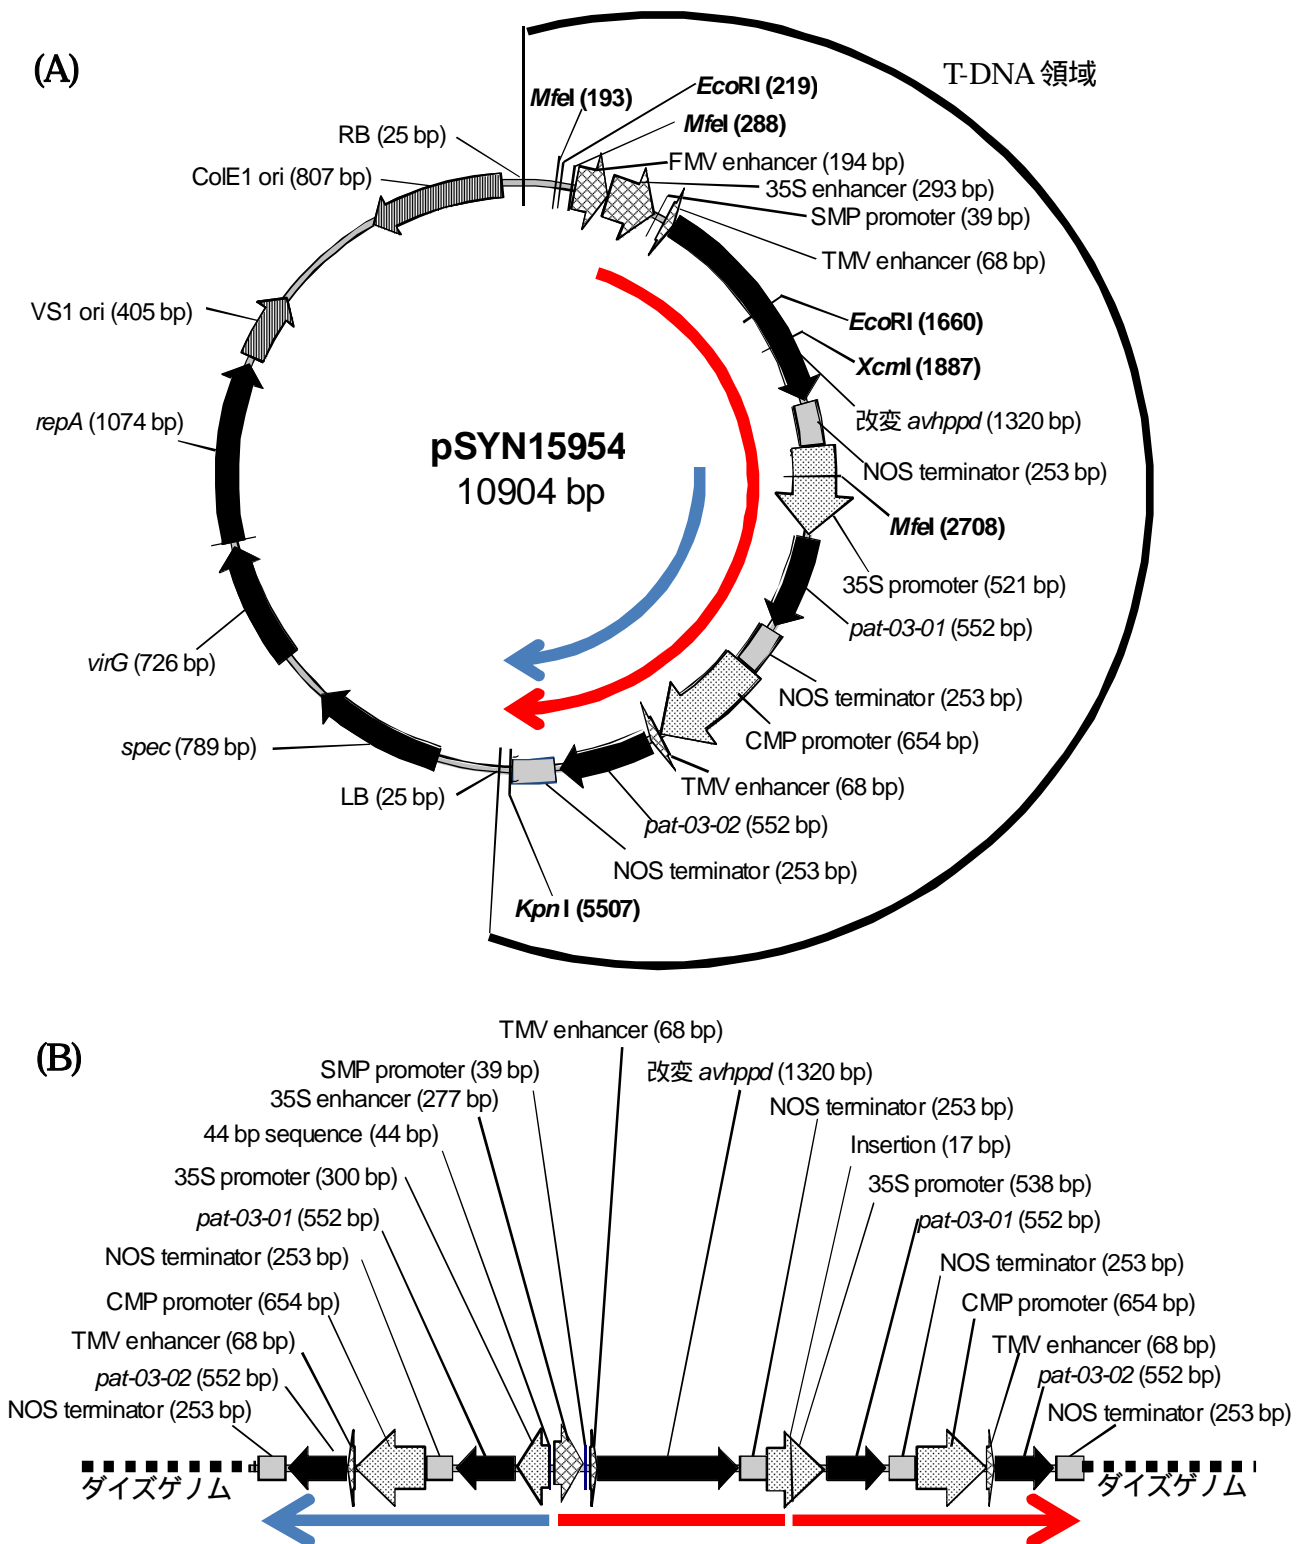 (A)
T-DNA 領域
MfeI (193)
EcoRI (219)
MfeI (288)
RB (25 bp)
FMV enhancer (194 bp)
ColE1 ori (807 bp)
35S enhancer (293 bp)
SMP promoter (39 bp)
TMV enhancer (68 bp)
VS1 ori (405 bp)
EcoRI (1660)
XcmI (1887)
repA (1074 bp)
改変 avhppd (1320 bp)
pSYN15954
10904 bp
NOS terminator (253 bp)
MfeI (2708)
35S promoter (521 bp)
pat-03-01 (552 bp)
virG (726 bp)
NOS terminator (253 bp)
spec (789 bp)
CMP promoter (654 bp)
LB (25 bp)
TMV enhancer (68 bp)
pat-03-02 (552 bp)
NOS terminator (253 bp)
Kpn I (5507)
(B)
TMV enhancer (68 bp)
SMP promoter (39 bp)
改変 avhppd (1320 bp)
35S enhancer (277 bp)
NOS terminator (253 bp)
44 bp sequence (44 bp)
Insertion (17 bp)
35S promoter (300 bp)
35S promoter (538 bp)
pat-03-01 (552 bp)
pat-03-01 (552 bp)
NOS terminator (253 bp)
NOS terminator (253 bp)
CMP promoter (654 bp)
CMP promoter (654 bp)
TMV enhancer (68 bp)
TMV enhancer (68 bp)
pat-03-02 (552 bp)
pat-03-02 (552 bp)
NOS terminator (253 bp)
NOS terminator (253 bp)
ダイズゲノム
ダイズゲノム